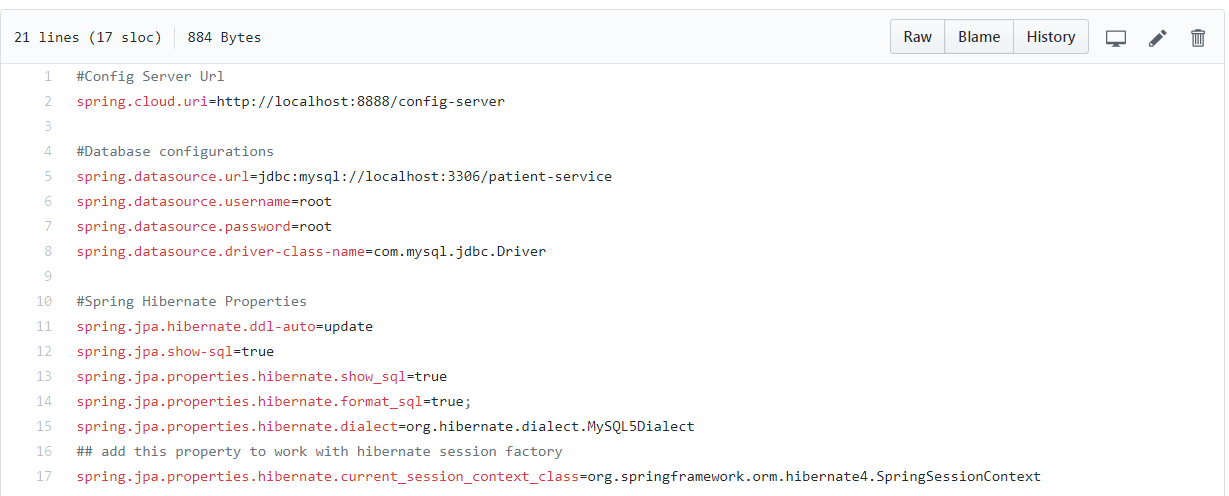 21 lines (17 sloc) 884 Bytes Raw Blame History
1 #Config Server Url
2 spring.cloud.uri=http://localhost:8888/config-server
3
4 #Database configurations
5 spring.datasource.url=jdbc:mysql://localhost:3306/patient-service
6 spring.datasource.username=root
7 spring.datasource.password=root
8 spring.datasource.driver-class-name=com.mysql.jdbc.Driver
9
10 #Spring Hibernate Properties
11 spring.jpa.hibernate.ddl-auto=update
12 spring.jpa.show-sql=true
13 spring.jpa.properties.hibernate.show_sql=true
14 spring.jpa.properties.hibernate.format_sql=true;
15 spring.jpa.properties.hibernate.dialect=org.hibernate.dialect.MySQL5Dialect
16 ## add this property to work with hibernate session factory
17 spring.jpa.properties.hibernate.current_session_context_class=org.springframework.orm.hibernate4.SpringSessionContext